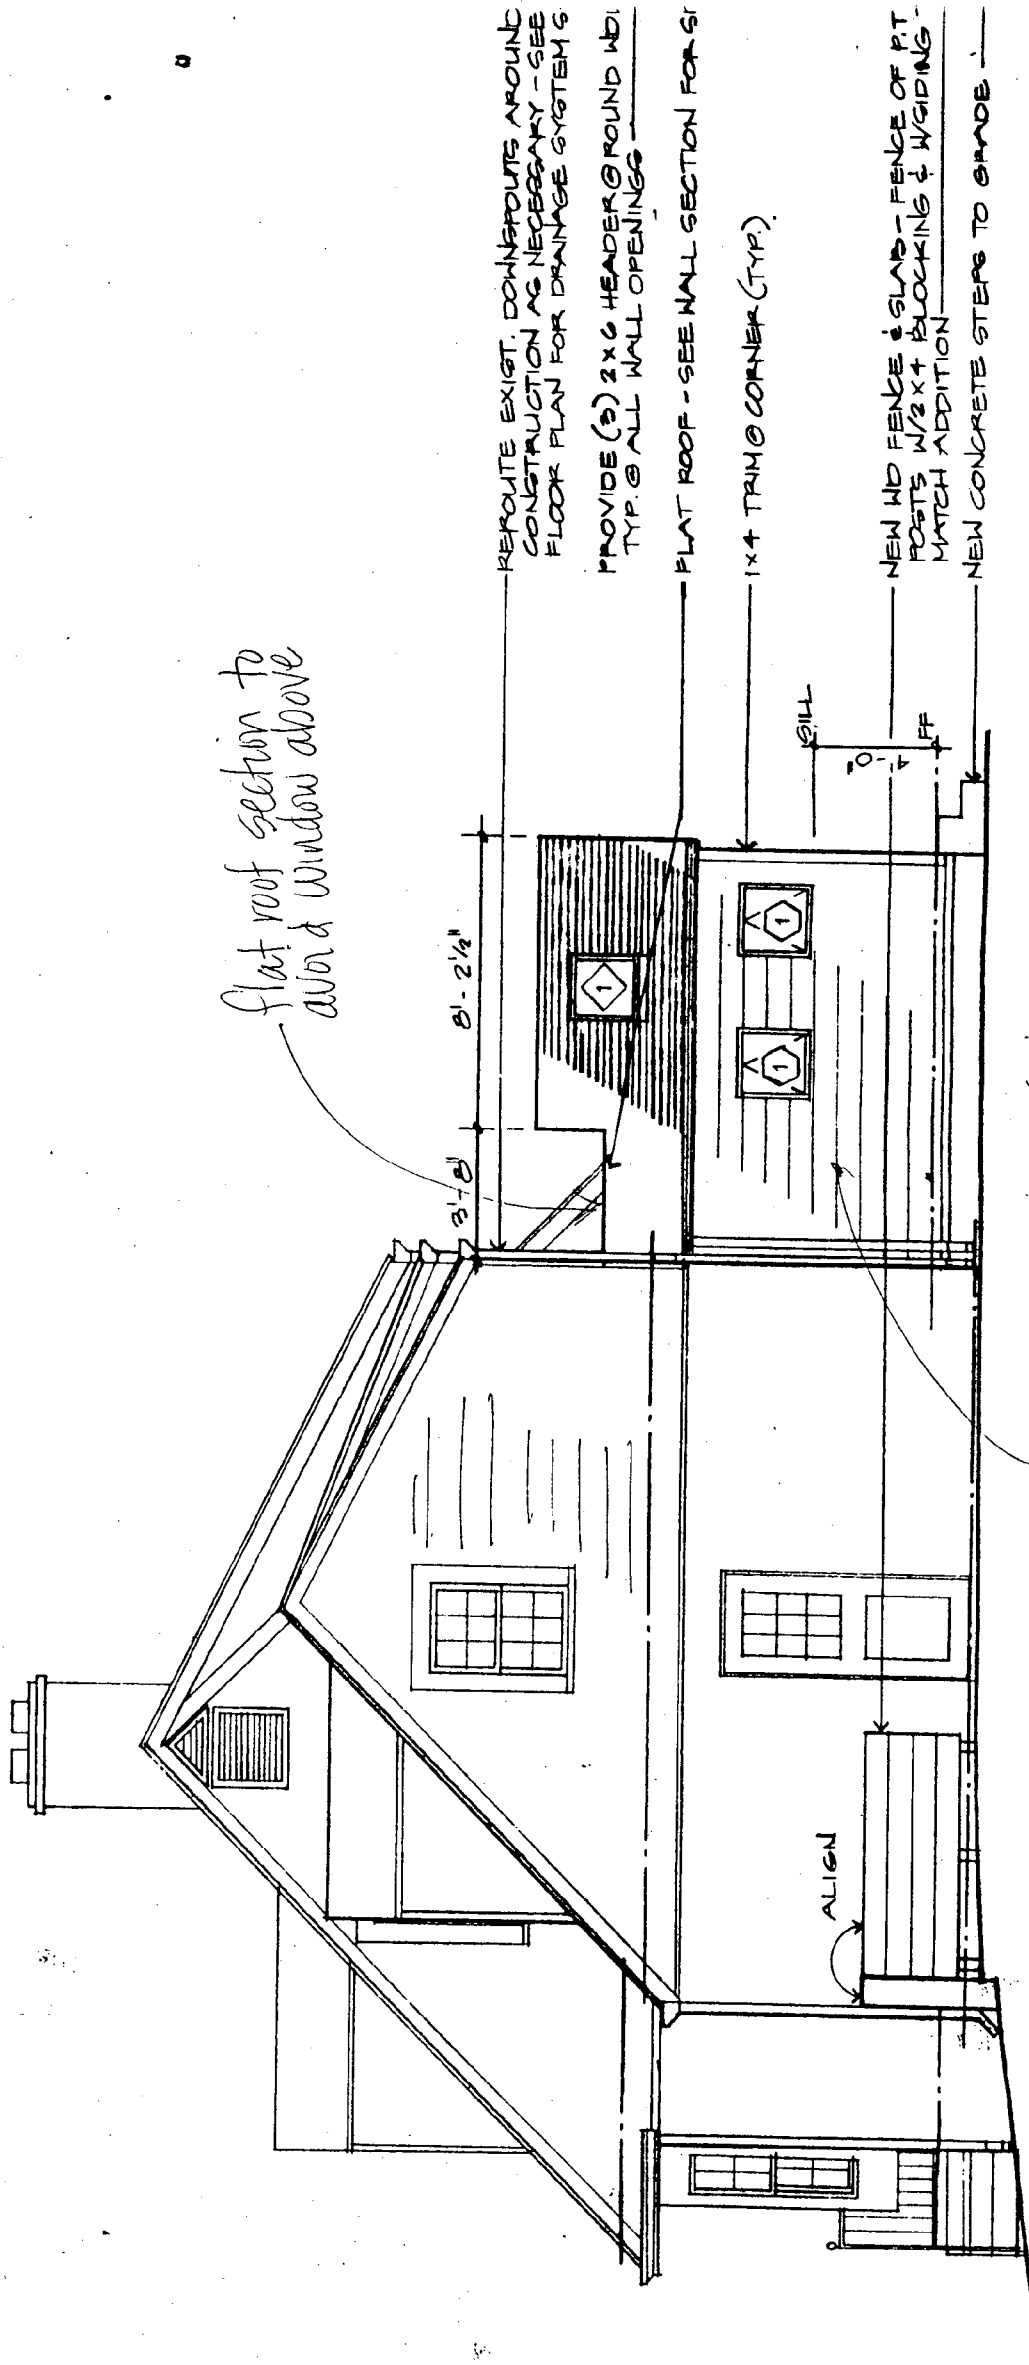 flat roof section to
avoid window above
REROUTE EXIST. DOWNSPOUTS AROUND
CONSTRUCTION AS NECESSARY - SEE
FLOOR PLAN FOR DRAINAGE SYSTEM
PROVIDE (3) 2x6 HEADER @ ROUND
TYP. @ ALL WALL OPENINGS
FLAT ROOF - SEE WALL SECTION FOR
1x4 TRIM @ CORNER (TYP.)
NEW WD FENCE & SLAB - FENCE OF P.T
POSTS W/2x4 BLOCKING & W/SIDING -
MATCH ADDITION
NEW CONCRETE STEPS TO GRADE -
3'-8"
8'-2½"
1
1
1
SILL
4'-0"
FF
ALIGN